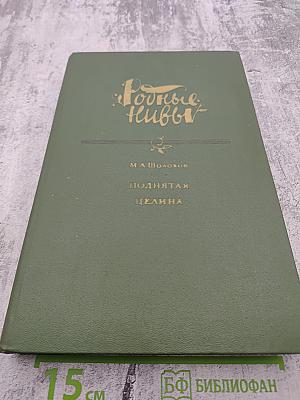 Родные
нивы
М.А.Шолохов
ПОДНЯТАЯ
ЦЕЛИНА
15 см
БФ БИБЛИОФАН